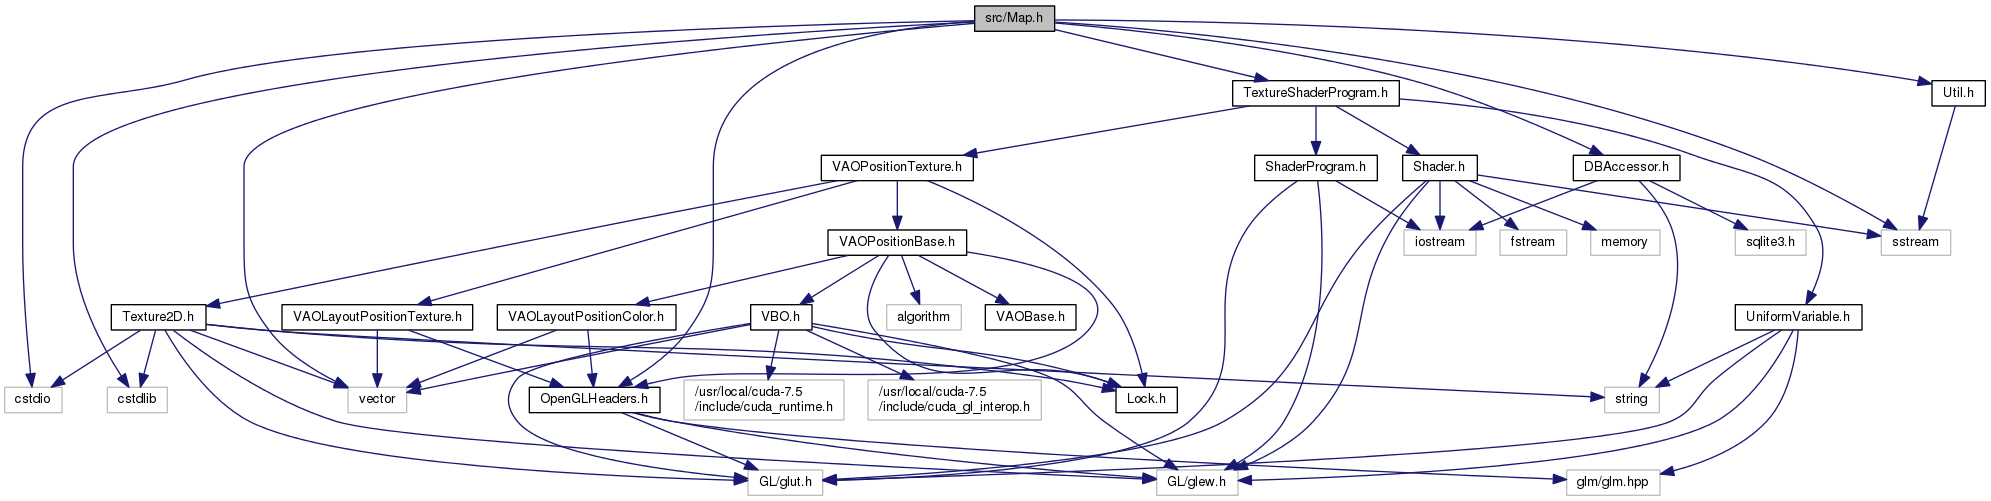 src/Map.h
TextureShaderProgram.h
Util.h
VAOPositionTexture.h
ShaderProgram.h
Shader.h
DBAccessor.h
VAOPositionBase.h
iostream
fstream
memory
sqlite3.h
sstream
Texture2D.h
VAOLayoutPositionTexture.h
VAOLayoutPositionColor.h
VBO.h
algorithm
VAOBase.h
UniformVariable.h
cstdio
cstdlib
vector
OpenGLHeaders.h
/usr/local/cuda-7.5
/include/cuda_runtime.h
/usr/local/cuda-7.5
/include/cuda_gl_interop.h
Lock.h
string
GL/glut.h
GL/glew.h
glm/glm.hpp